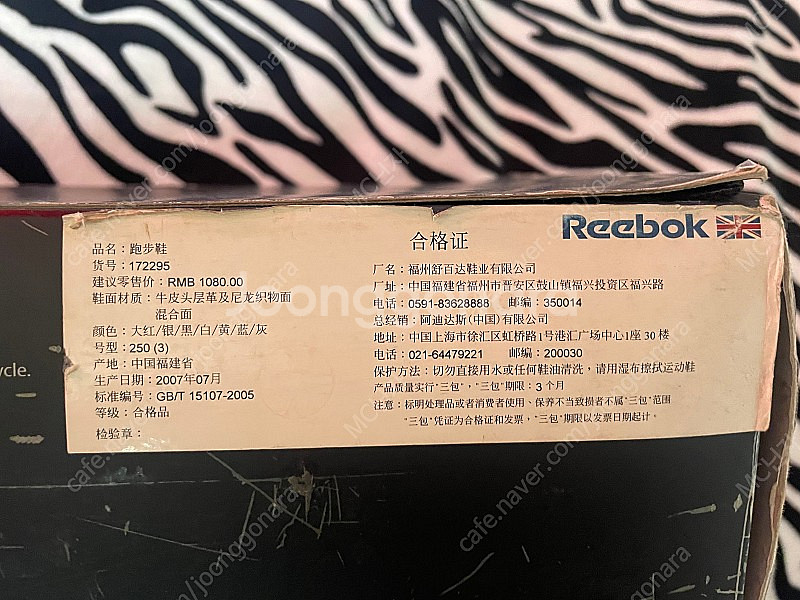 Reebok
合格证
品名：跑步鞋
货号：172295
建议零售价：RMB 1080.00
鞋面材质：牛皮头层革及尼龙织物面
混合面
颜色：大红/银/黑/白/黄/蓝/灰
号型：250 (3)
产地：中国福建省
生产日期：2007年07月
标准编号：GB/T 15107-2005
等级：合格品
检验章：
厂名：福州舒百达鞋业有限公司
厂址：中国福建省福州市晋安区鼓山镇福兴投资区福兴路
电话：0591-83628888 邮编：350014
总经销：阿迪达斯(中国)有限公司
地址：中国上海市徐汇区虹桥路1号港汇广场中心1座 30 楼
电话：021-64479221 邮编：200030
保护方法：切勿直接用水或任何鞋油清洗，请用湿布擦拭运动鞋
产品质量实行"三包"，"三包"期限：3 个月
注意：标明处理品或者消费者使用、保养不当致损者不属"三包"范围
"三包"凭证为合格证和发票，"三包"期限以发票日期起计。
ycle.
joonggonara
cafe.naver.com/joonggonara
MCHJH